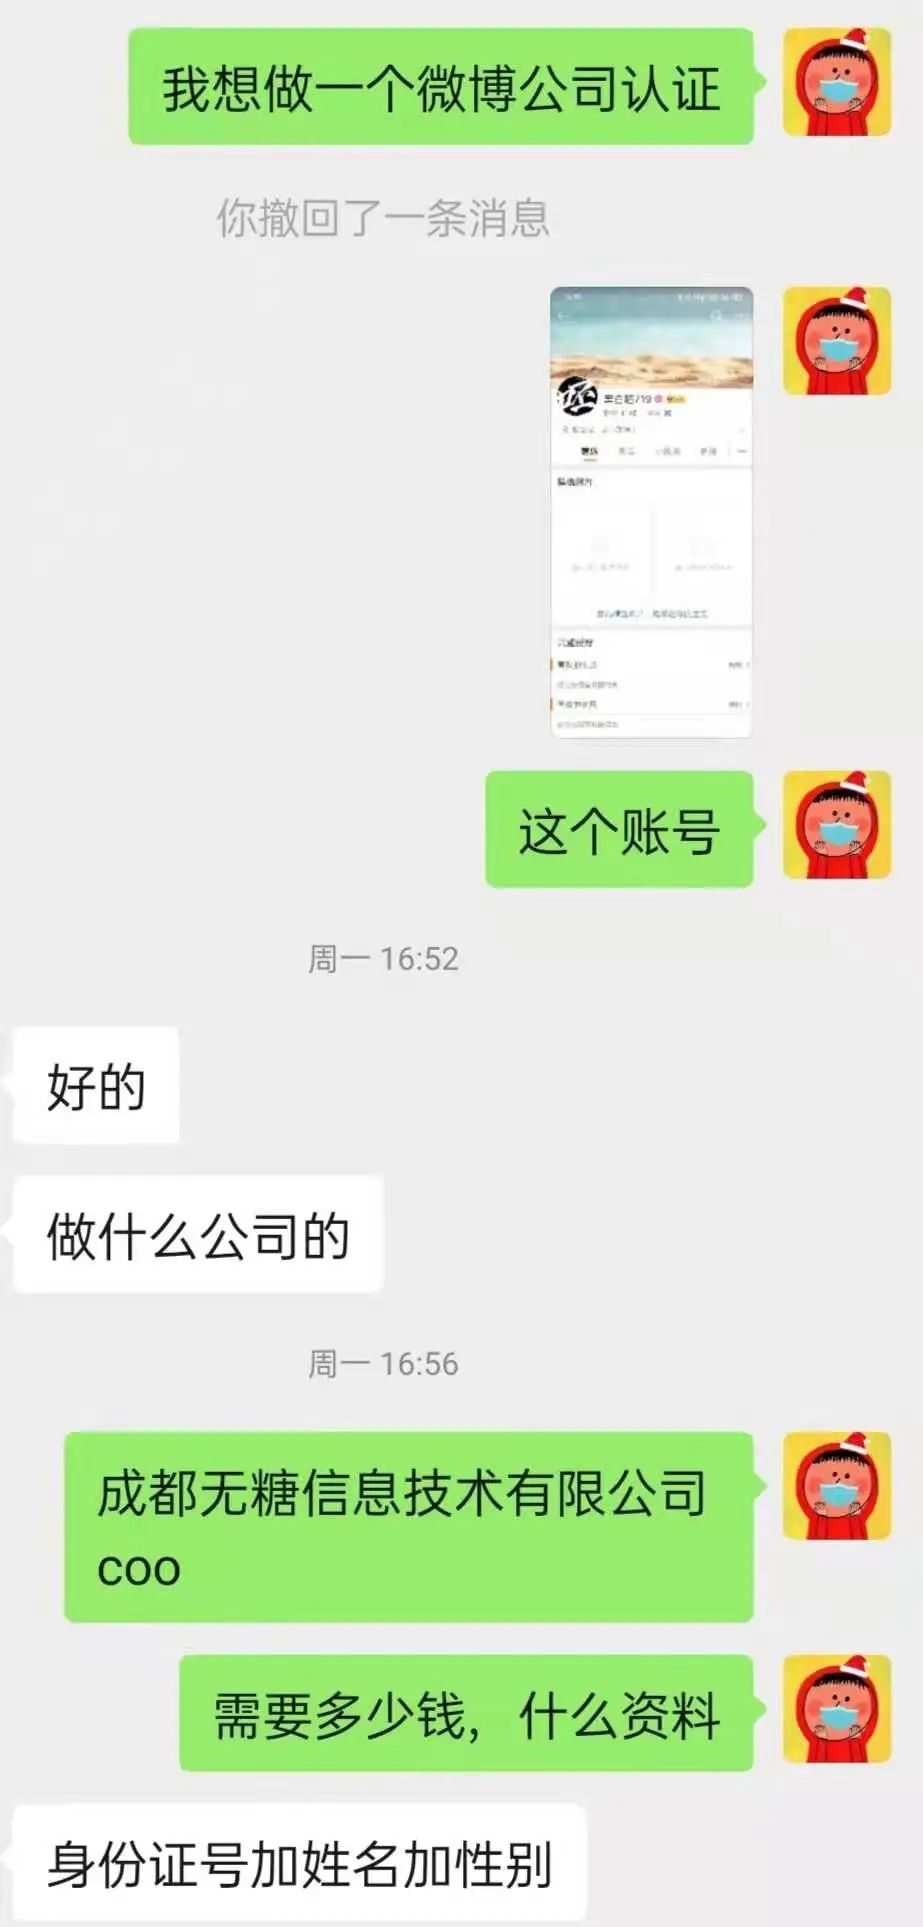 我想做一个微博公司认证
你撤回了一条消息
这个账号
周一 16:52
好的
做什么公司的
周一 16:56
成都无糖信息技术有限公司
coo
需要多少钱，什么资料
身份证号加姓名加性别